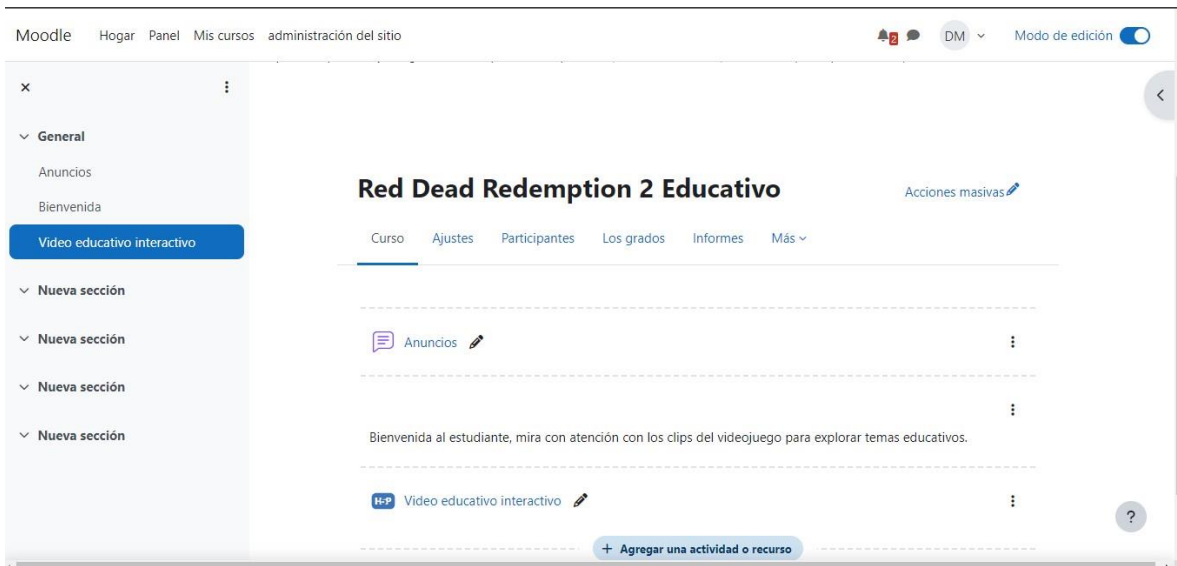 Moodle Hogar Panel Mis cursos administración del sitio 2 DM Modo de edición
General
Anuncios
Bienvenida
Video educativo interactivo
Nueva sección
Nueva sección
Nueva sección
Nueva sección
Red Dead Redemption 2 Educativo
Acciones masivas
Curso Ajustes Participantes Los grados Informes Más
Anuncios
Bienvenida al estudiante, mira con atención con los clips del videojuego para explorar temas educativos.
H-P Video educativo interactivo
+ Agregar una actividad o recurso
?